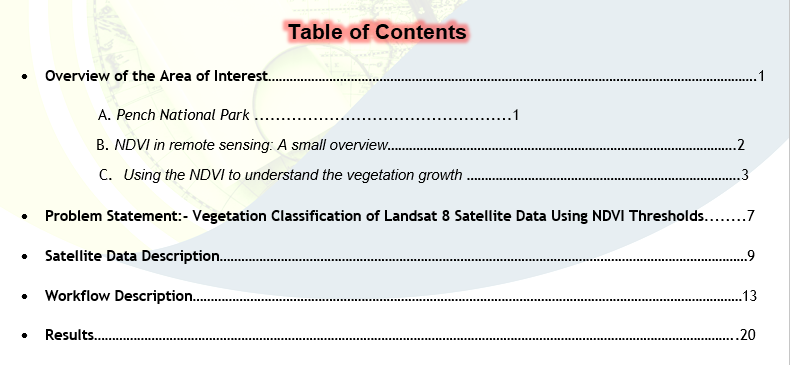 Table of Contents
• Overview of the Area of Interest................................................................................................................1
A. Pench National Park ................................................1
B. NDVI in remote sensing: A small overview.................................................................................2
C. Using the NDVI to understand the vegetation growth ...............................................................3
• Problem Statement:- Vegetation Classification of Landsat 8 Satellite Data Using NDVI Thresholds........7
• Satellite Data Description..........................................................................................................................9
• Workflow Description...............................................................................................................................13
• Results.....................................................................................................................................................20